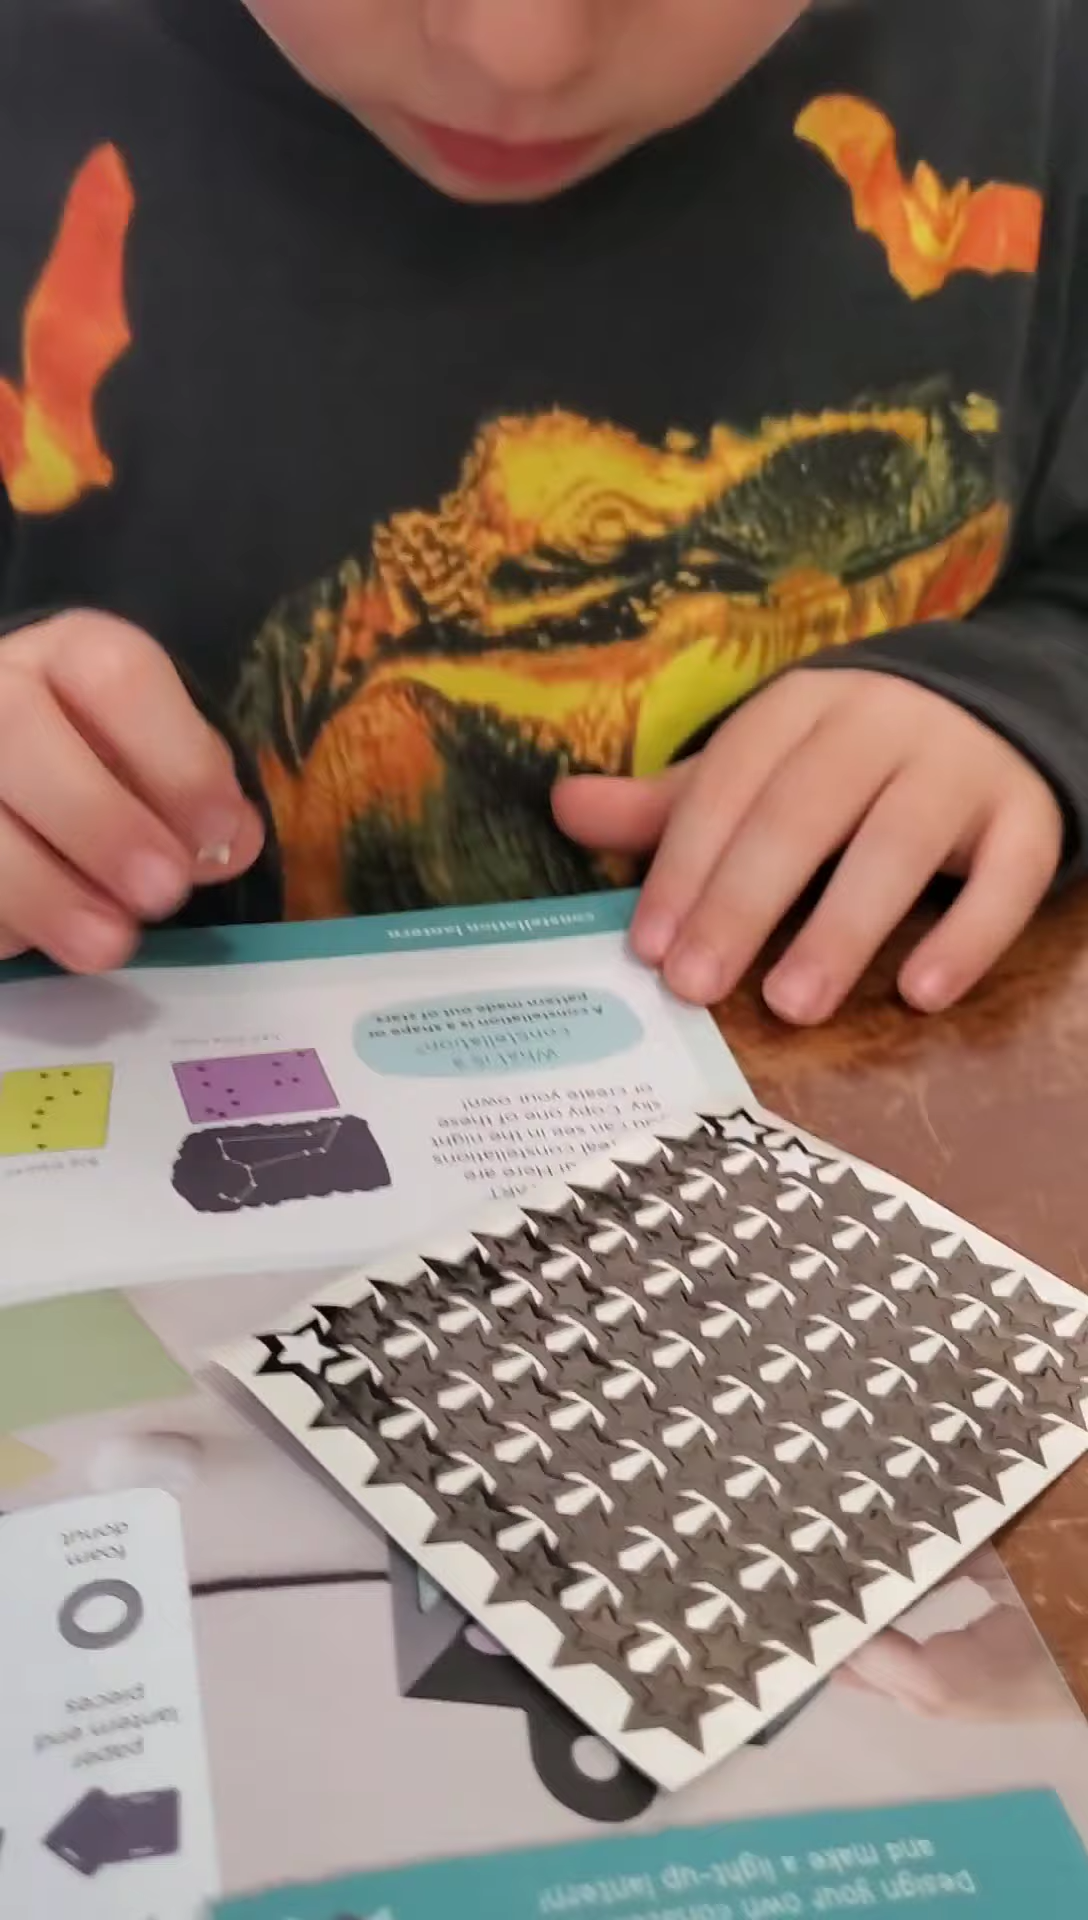 constellation lantern
What is a
constellation?
A constellation is a shape or
pattern made out of stars.
Here are
real constellations
you can see in the night
sky. Copy one of these
or create your own!
foam
donut
paper
lantern end
pieces
Design your own
and make a light-up lantern!